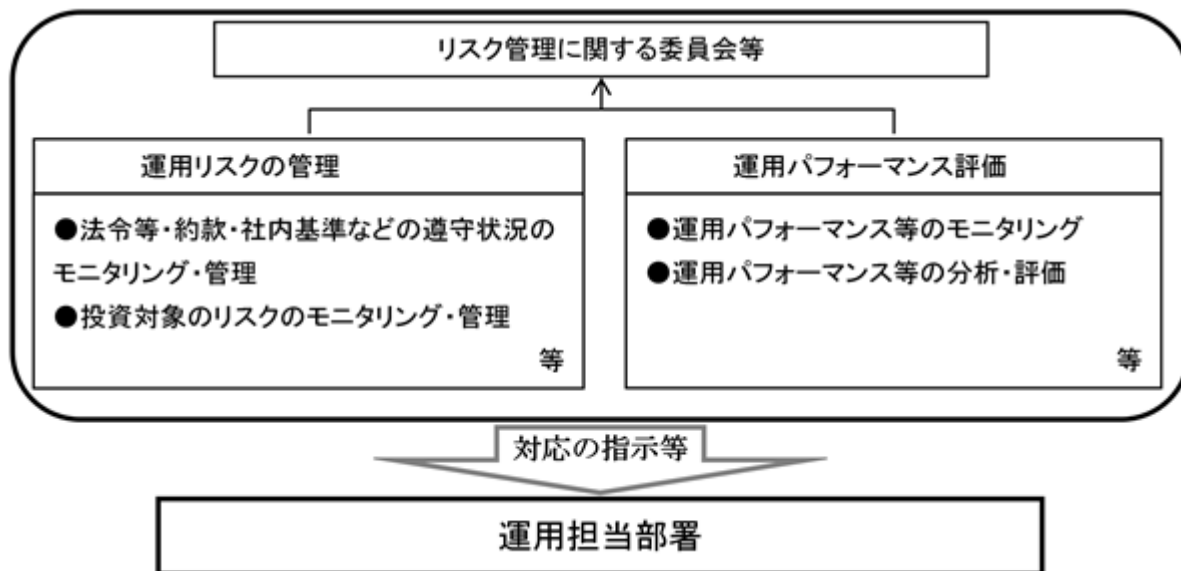 リスク管理に関する委員会等
運用リスクの管理
●法令等・約款・社内基準などの遵守状況の
モニタリング・管理
●投資対象のリスクのモニタリング・管理
等
運用パフォーマンス評価
●運用パフォーマンス等のモニタリング
●運用パフォーマンス等の分析・評価
等
対応の指示等
運用担当部署